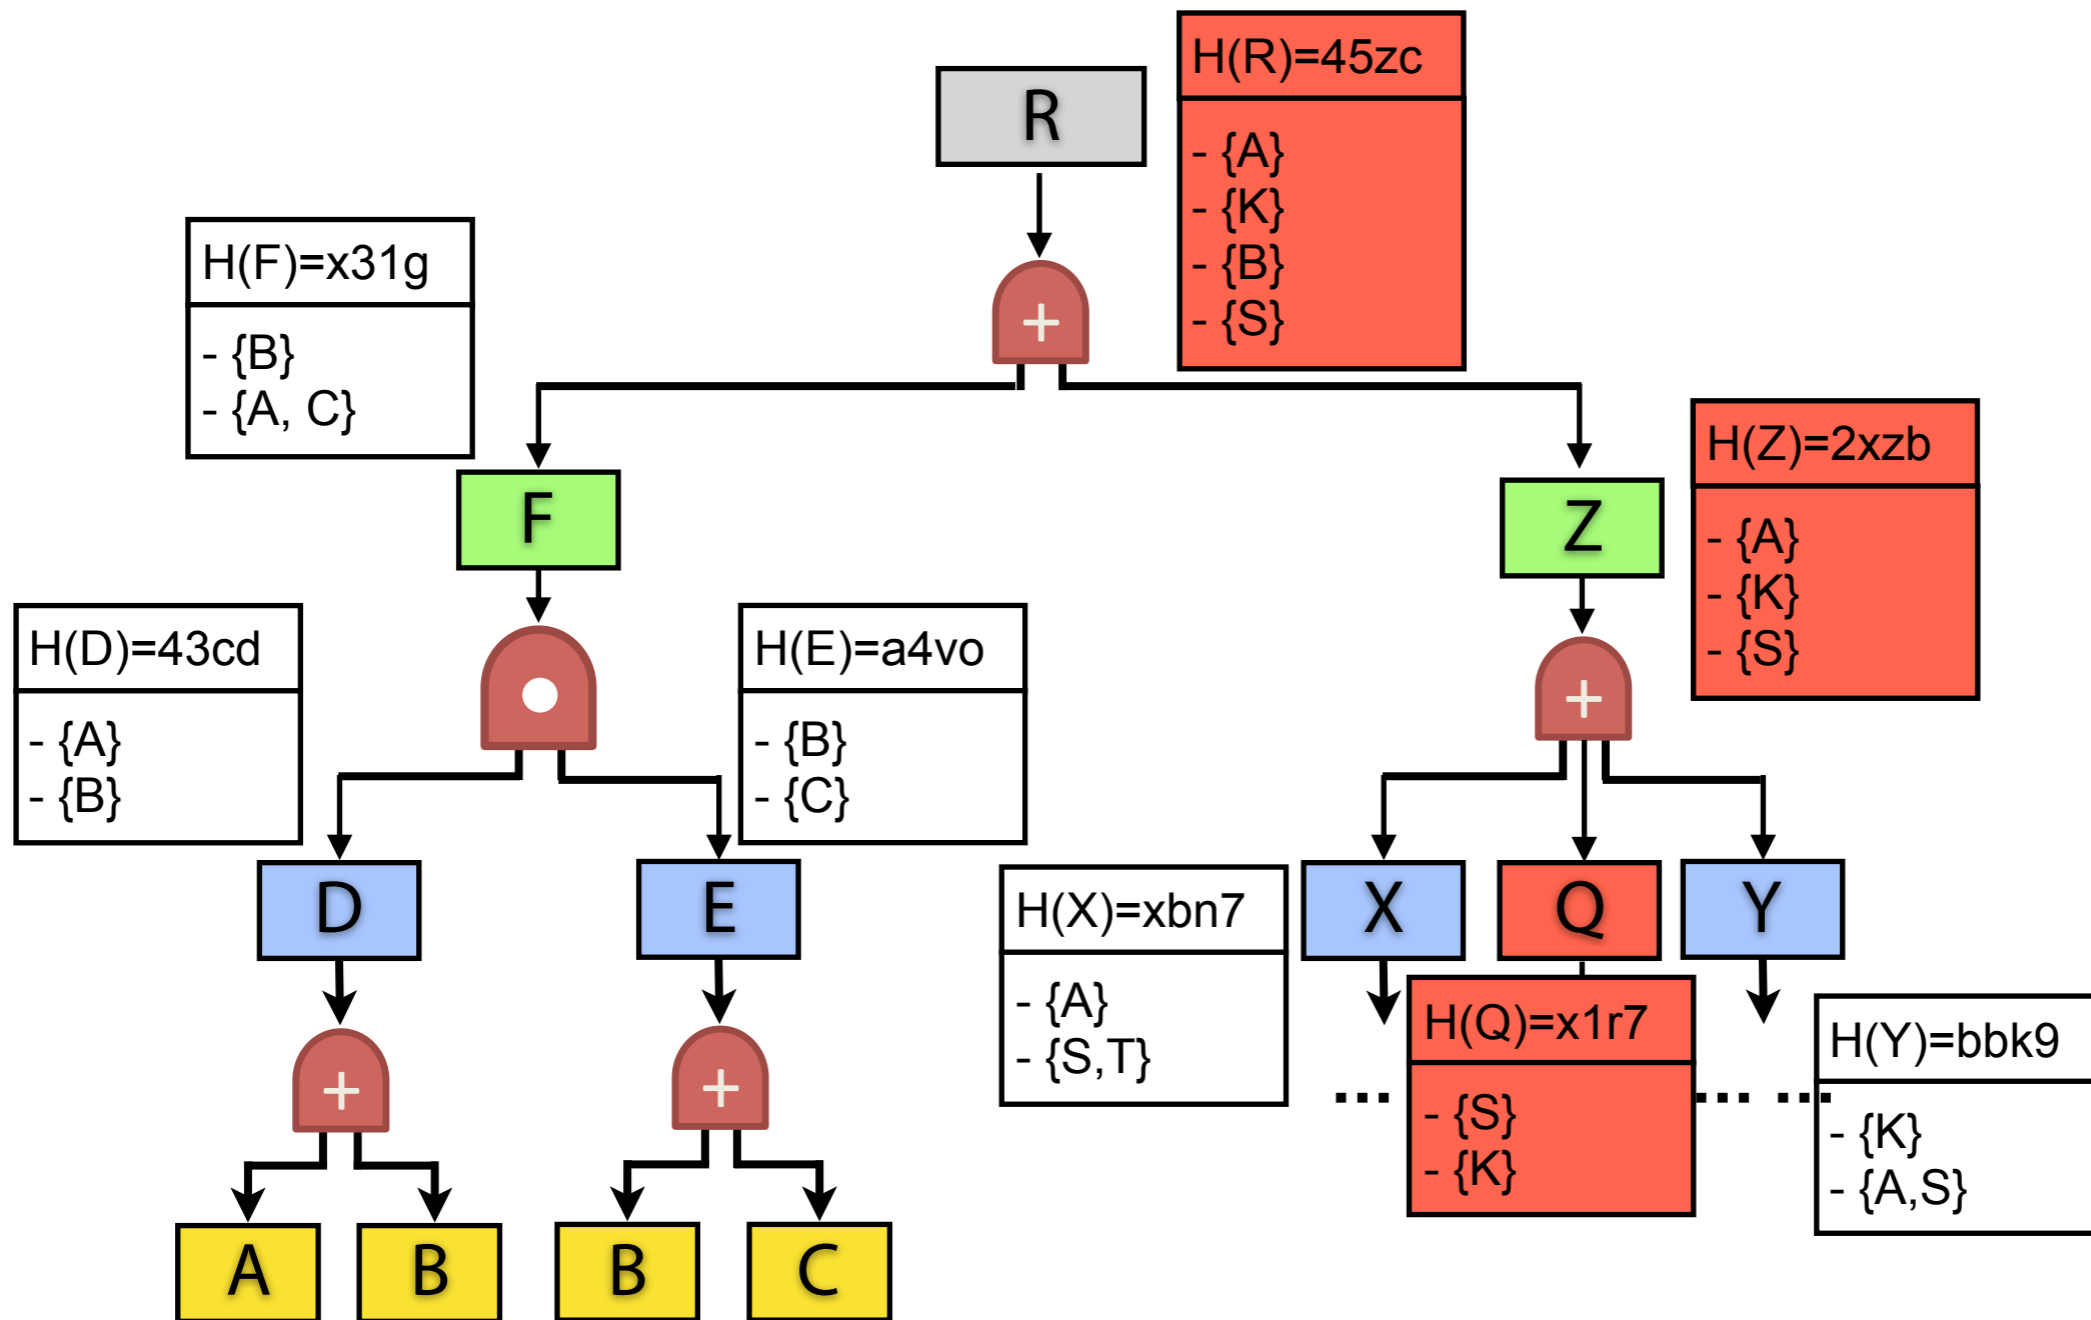 H(R)=45zc
R
- {A}
- {K}
- {B}
- {S}
+
H(F)=x31g
- {B}
- {A, C}
F
H(Z)=2xzb
- {A}
- {K}
- {S}
Z
+
H(D)=43cd
- {A}
- {B}
H(E)=a4vo
- {B}
- {C}
D
E
X
Q
Y
H(X)=xbn7
- {A}
- {S,T}
H(Q)=x1r7
- {S}
- {K}
H(Y)=bbk9
- {K}
- {A,S}
+
+
A
B
B
C